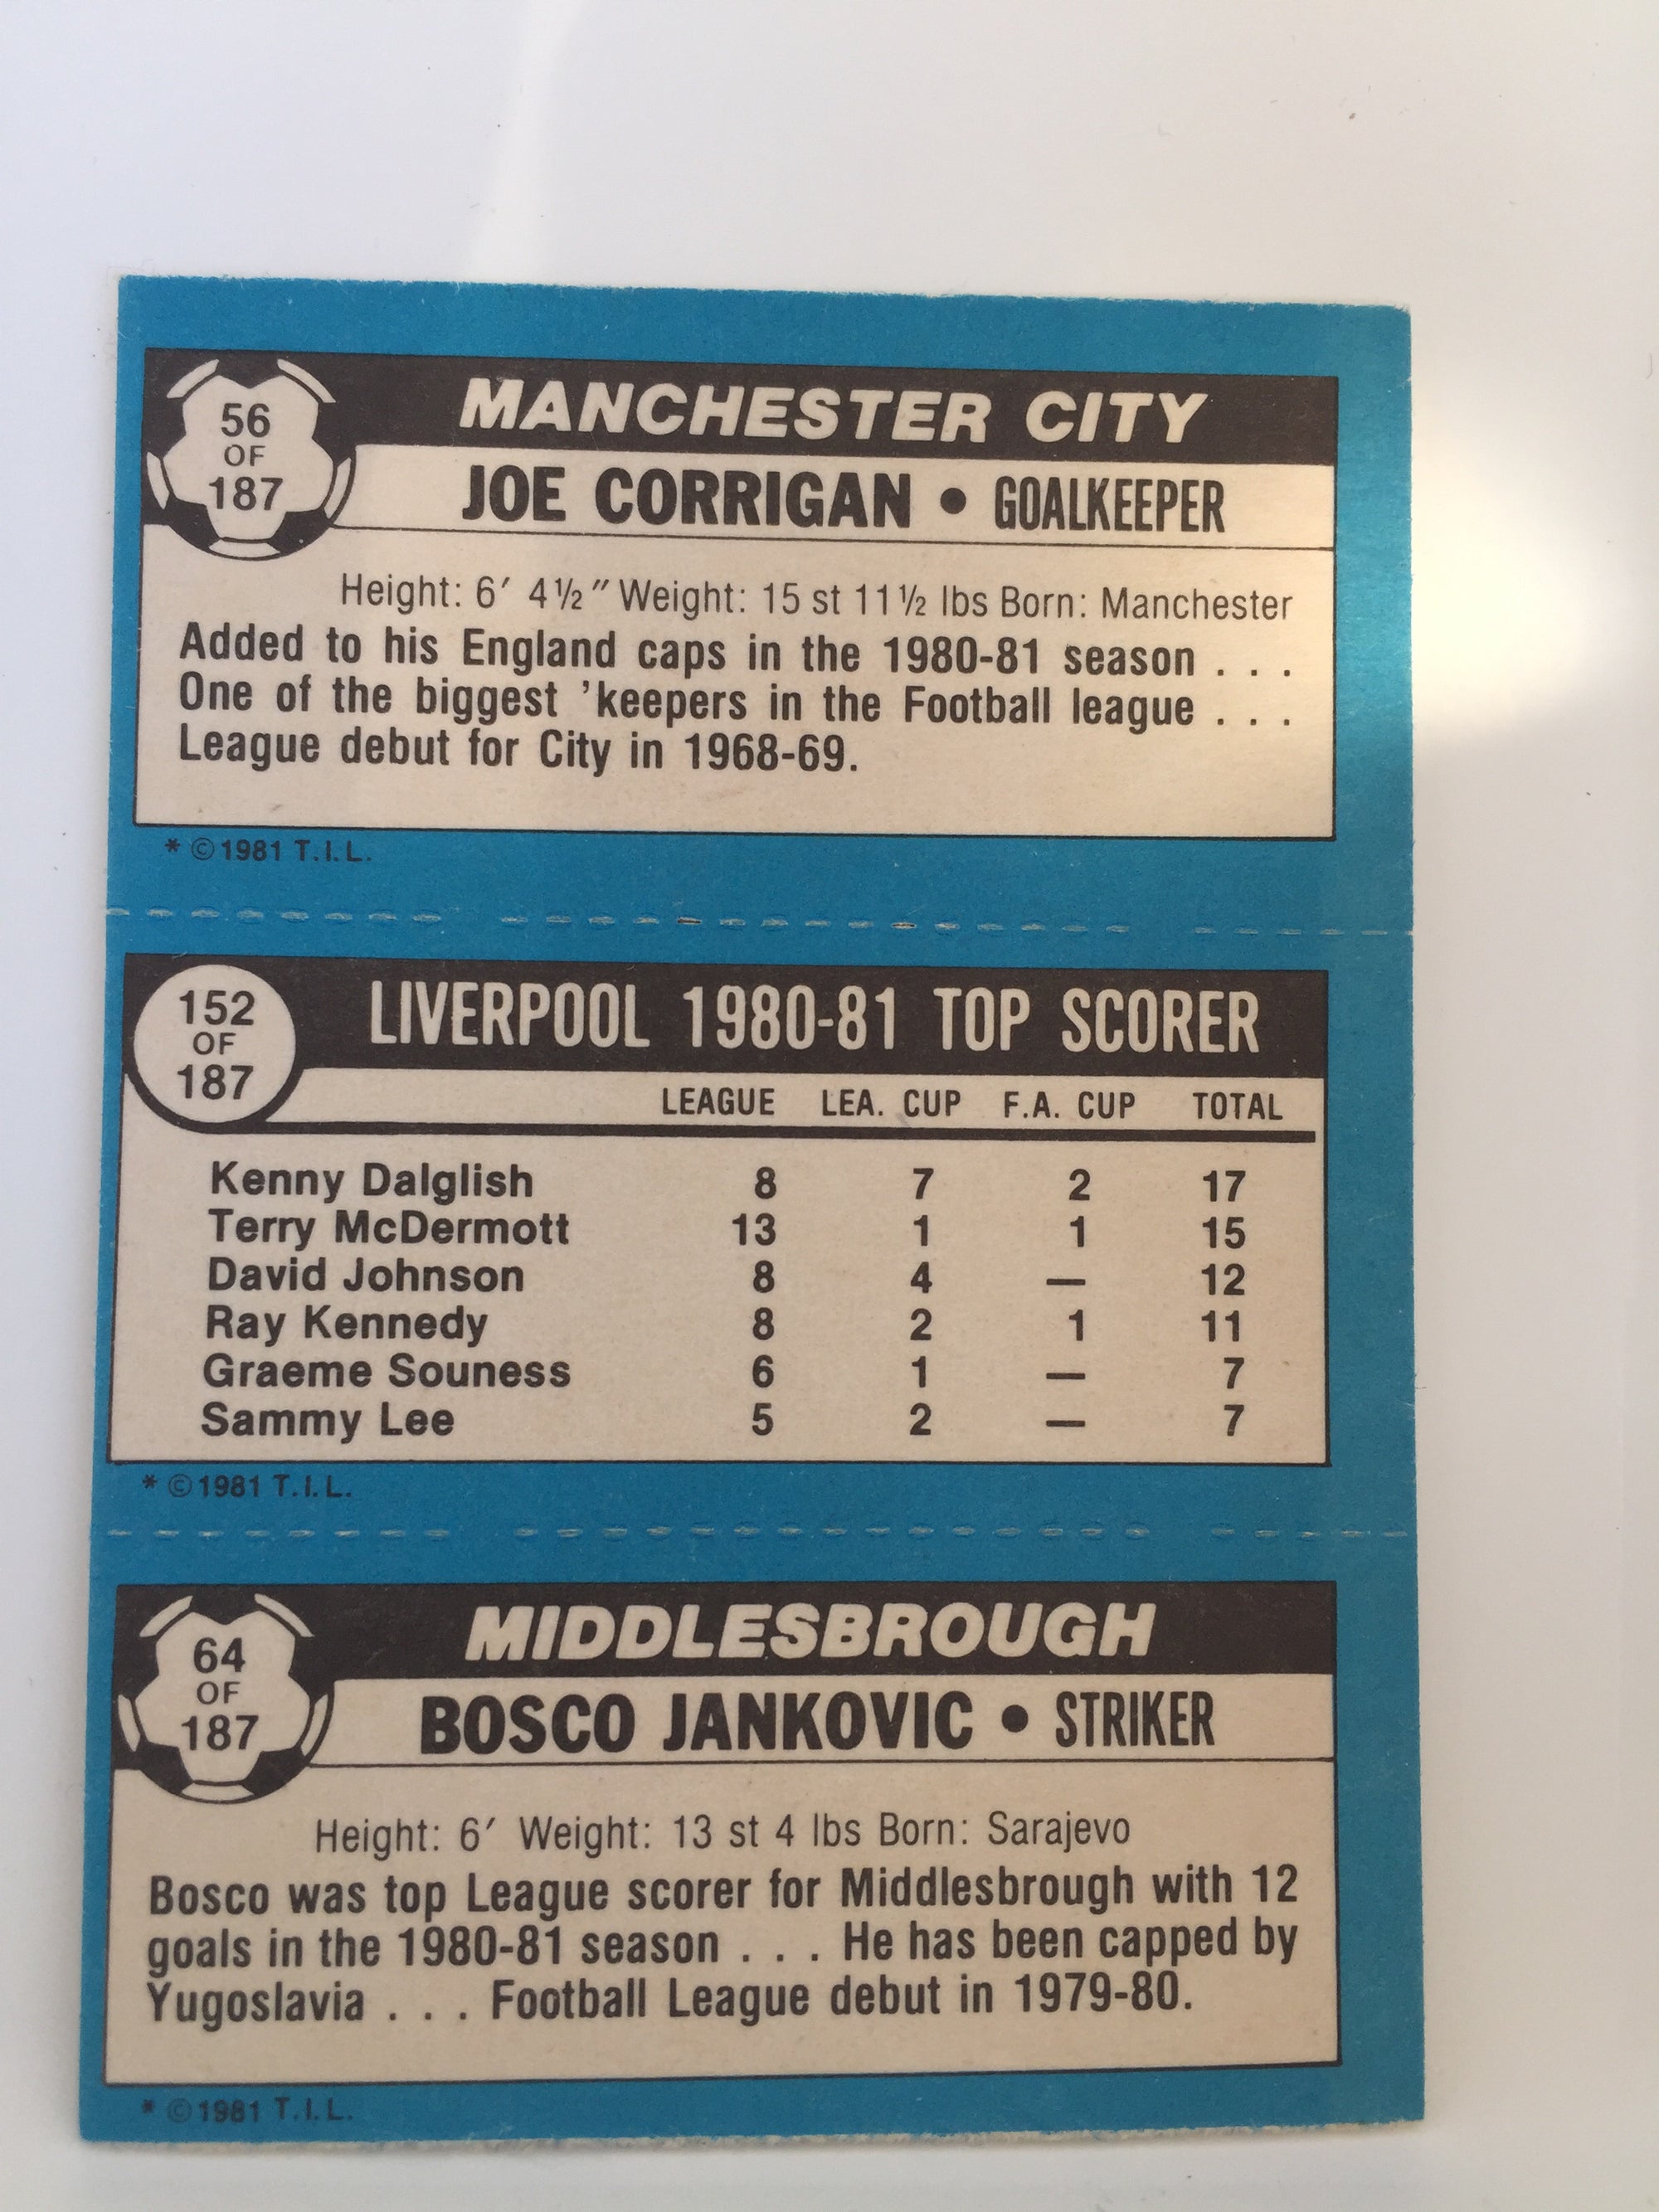 56
OF
187
MANCHESTER CITY
JOE CORRIGAN • GOALKEEPER
Height: 6′ 4½″ Weight: 15 st 11½ lbs Born: Manchester
Added to his England caps in the 1980-81 season . . .
One of the biggest ’keepers in the Football league . . .
League debut for City in 1968-69.
* ©1981 T.I.L.
152
OF
187
LIVERPOOL 1980-81 TOP SCORER
LEAGUE LEA. CUP F.A. CUP TOTAL
Kenny Dalglish 8 7 2 17
Terry McDermott 13 1 1 15
David Johnson 8 4 — 12
Ray Kennedy 8 2 1 11
Graeme Souness 6 1 — 7
Sammy Lee 5 2 — 7
* ©1981 T.I.L.
64
OF
187
MIDDLESBROUGH
BOSCO JANKOVIC • STRIKER
Height: 6′ Weight: 13 st 4 lbs Born: Sarajevo
Bosco was top League scorer for Middlesbrough with 12
goals in the 1980-81 season . . . He has been capped by
Yugoslavia . . . Football League debut in 1979-80.
* ©1981 T.I.L.